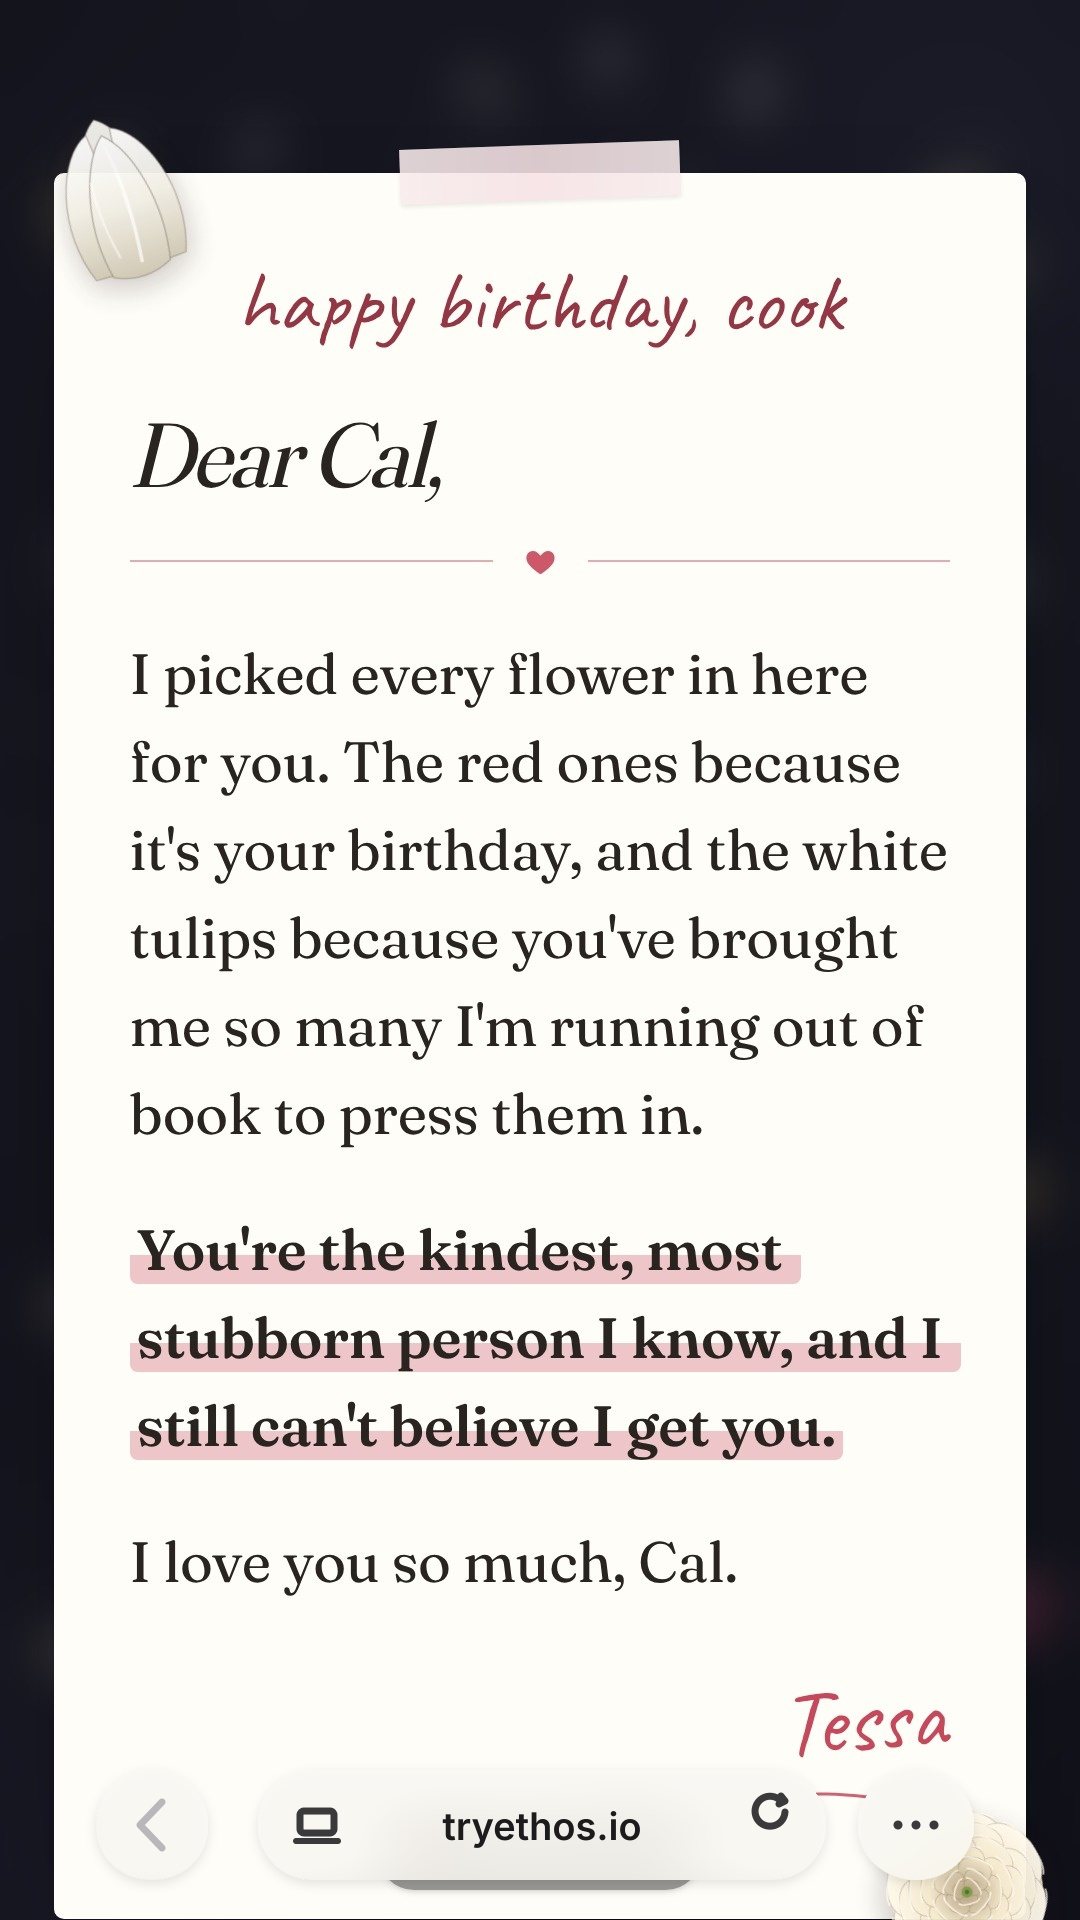 happy birthday, cook
Dear Cal,
I picked every flower in here
for you. The red ones because
it's your birthday, and the white
tulips because you've brought
me so many I'm running out of
book to press them in.
You're the kindest, most
stubborn person I know, and I
still can't believe I get you.
I love you so much, Cal.
Tessa
tryethos.io